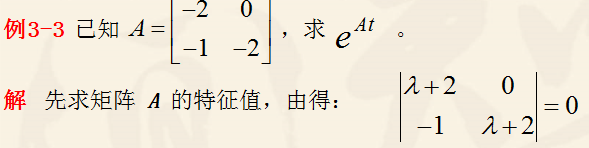 例3-3 已知 A = [ -2 0 ; -1 -2 ] ，求 e^{At} 。
解 先求矩阵 A 的特征值，由得： | λ+2 0 ; -1 λ+2 | = 0